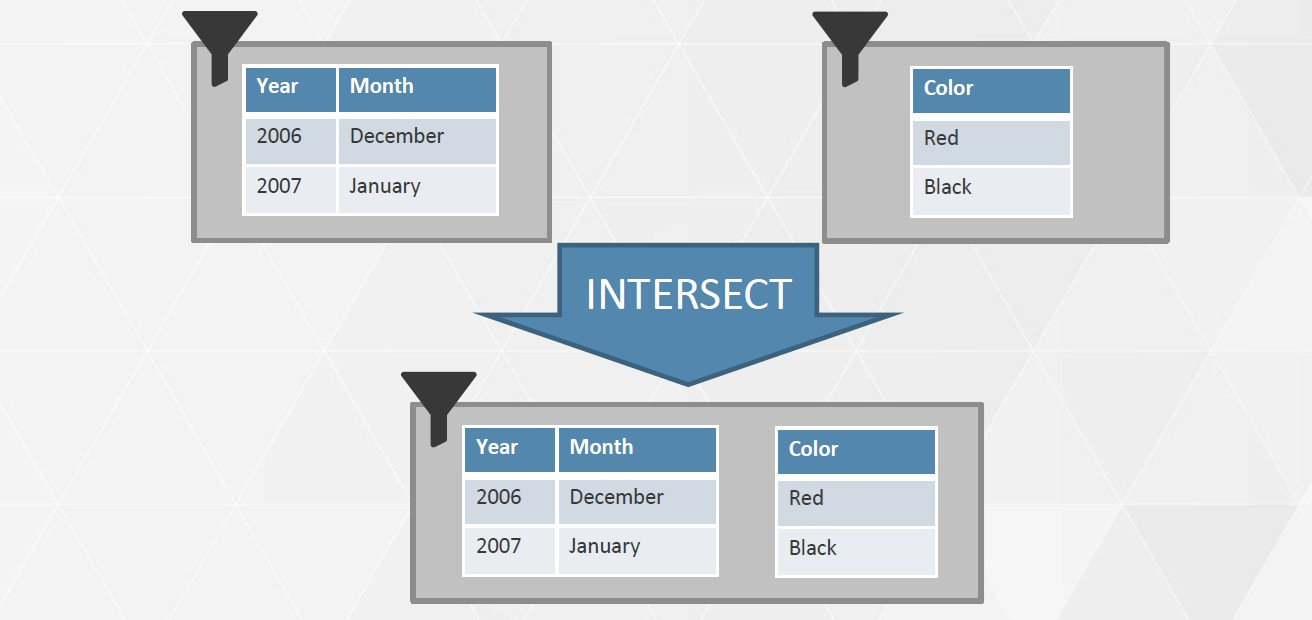 Year Month
2006 December
2007 January
Color
Red
Black
INTERSECT
Year Month
2006 December
2007 January
Color
Red
Black